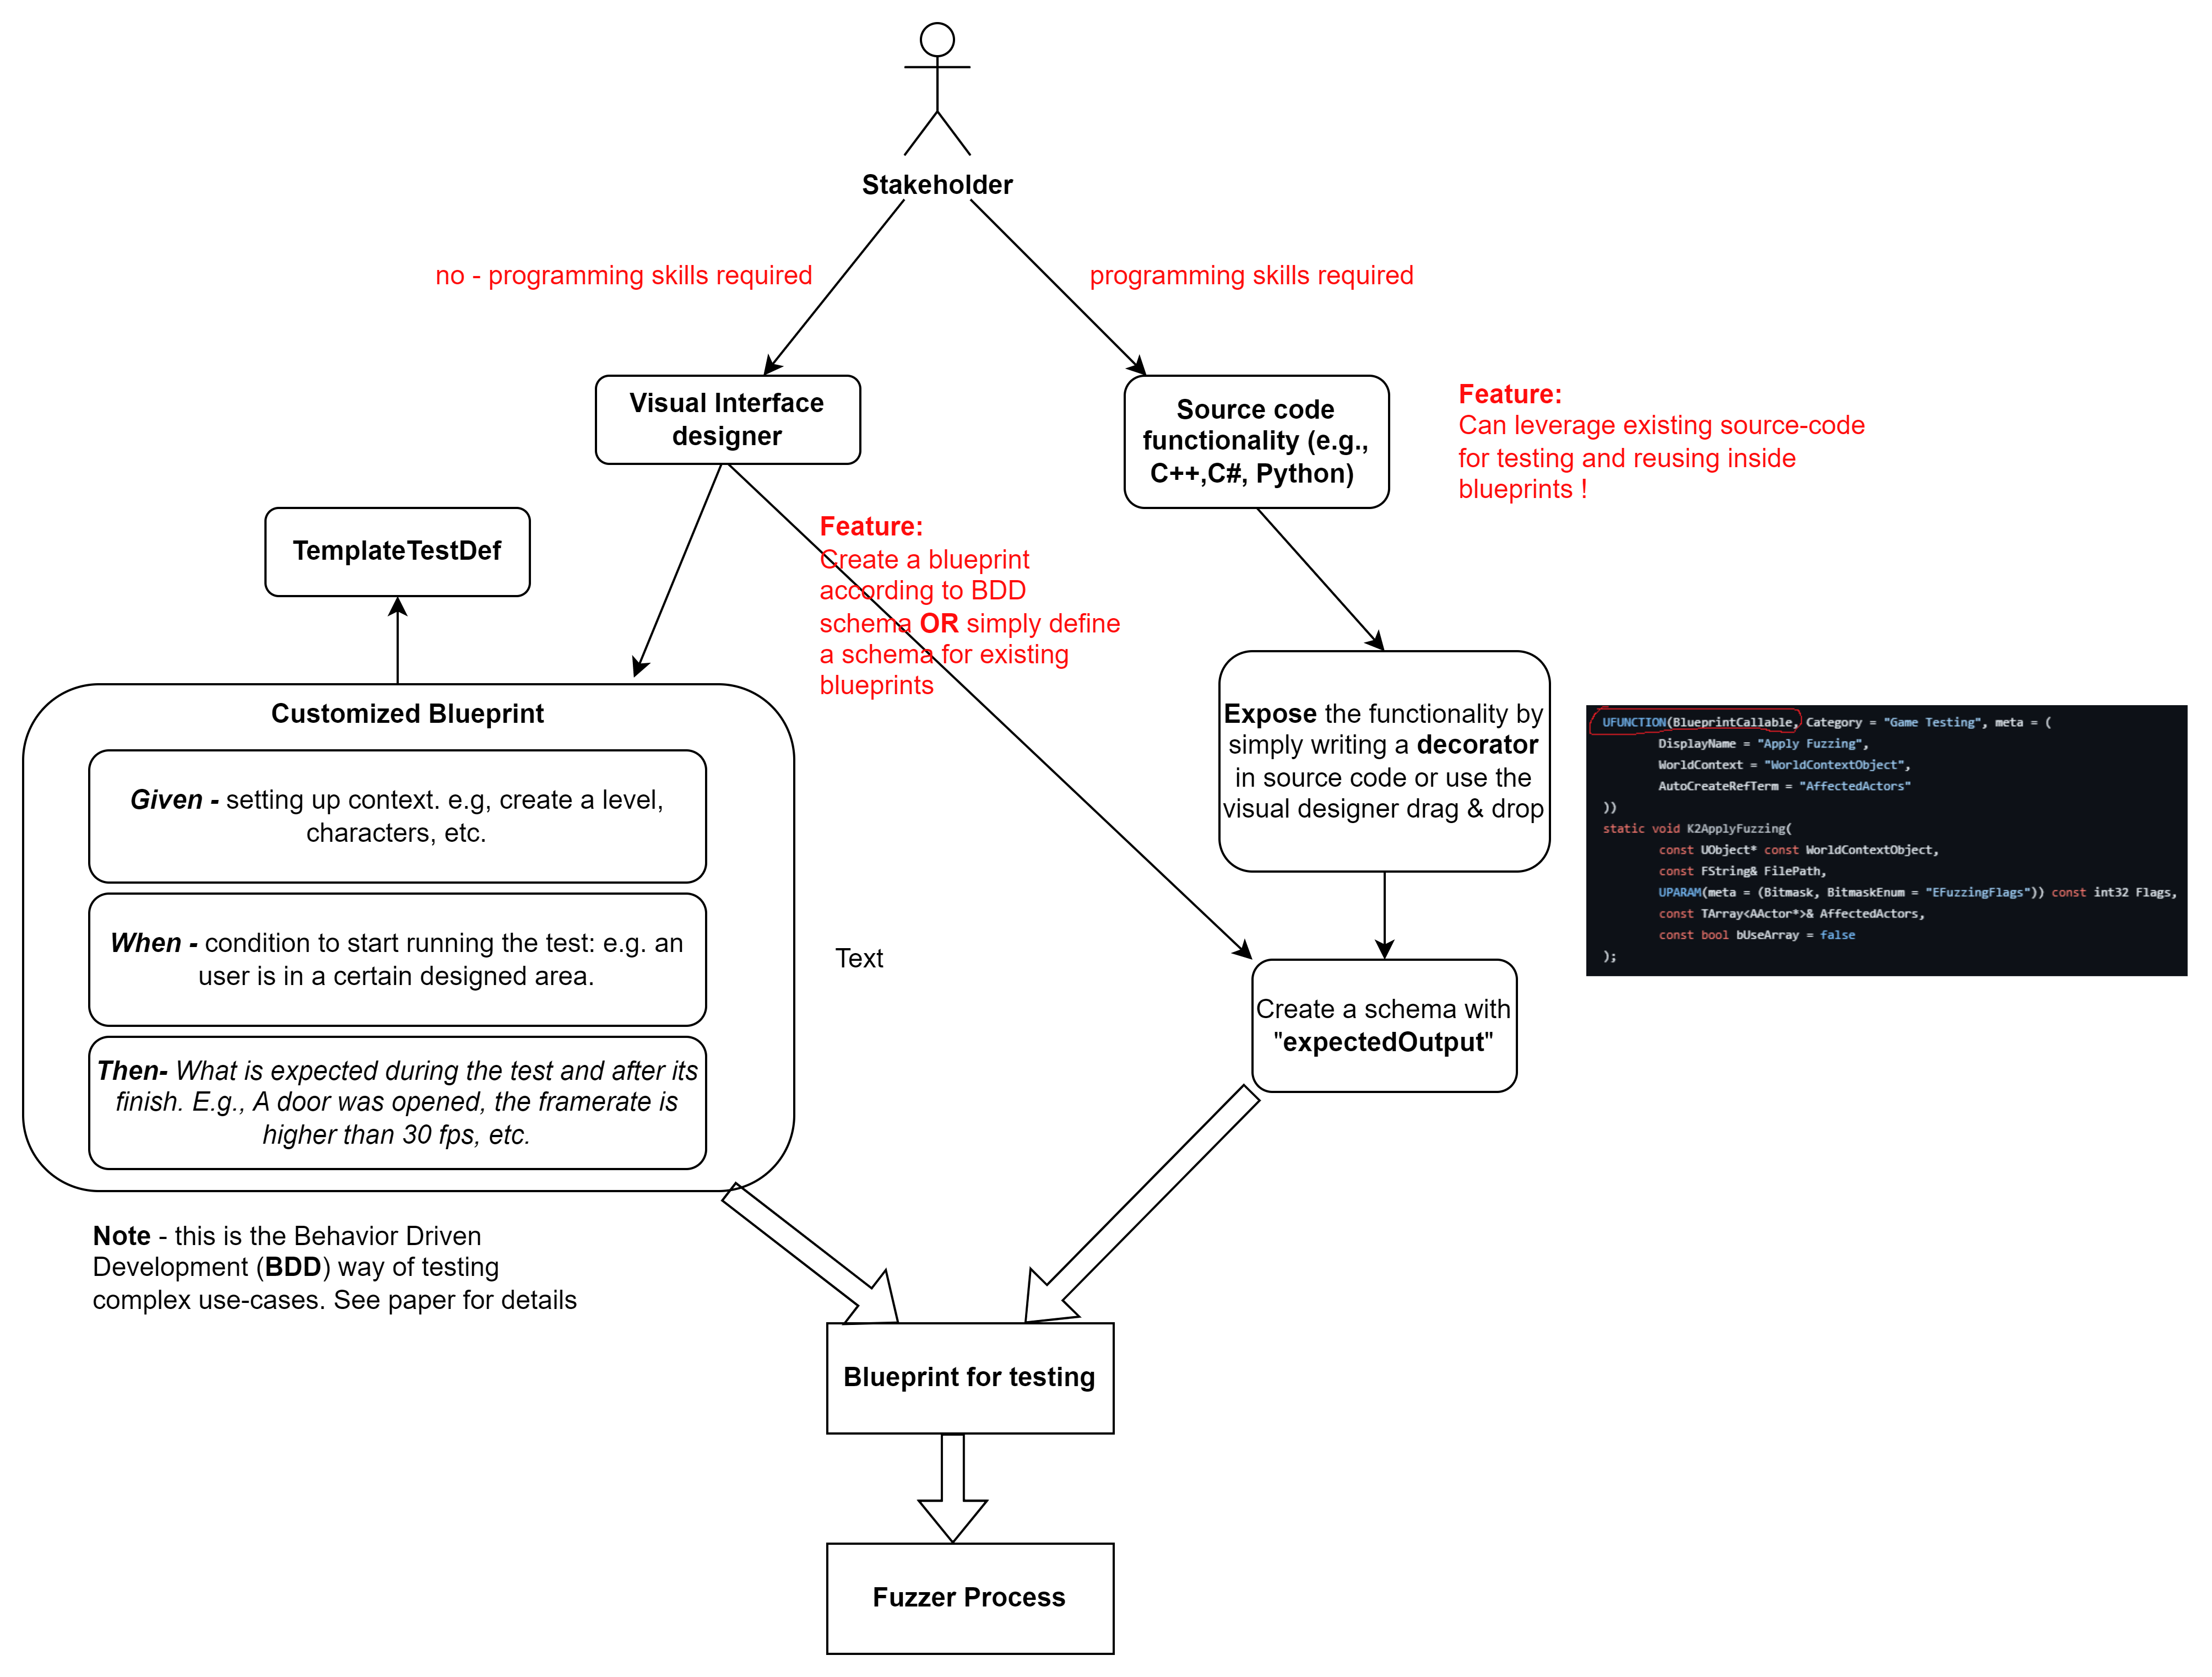 Stakeholder
no - programming skills required
programming skills required
Visual Interface
designer
Source code
functionality (e.g.,
C++,C#, Python)
Feature:
Can leverage existing source-code
for testing and reusing inside
blueprints !
TemplateTestDef
Feature:
Create a blueprint
according to BDD
schema OR simply define
a schema for existing
blueprints
Customized Blueprint
Given - setting up context. e.g, create a level,
characters, etc.
When - condition to start running the test: e.g. an
user is in a certain designed area.
Then- What is expected during the test and after its
finish. E.g., A door was opened, the framerate is
higher than 30 fps, etc.
Text
Expose the functionality by
simply writing a decorator
in source code or use the
visual designer drag & drop
UFUNCTION(BlueprintCallable, Category = "Game Testing", meta = (
DisplayName = "Apply Fuzzing",
WorldContext = "WorldContextObject",
AutoCreateRefTerm = "AffectedActors"
))
static void K2ApplyFuzzing(
const UObject* const WorldContextObject,
const FString& FilePath,
UPARAM(meta = (Bitmask, BitmaskEnum = "EFuzzingFlags")) const int32 Flags,
const TArray<AActor*>& AffectedActors,
const bool bUseArray = false
);
Create a schema with
"expectedOutput"
Note - this is the Behavior Driven
Development (BDD) way of testing
complex use-cases. See paper for details
Blueprint for testing
Fuzzer Process